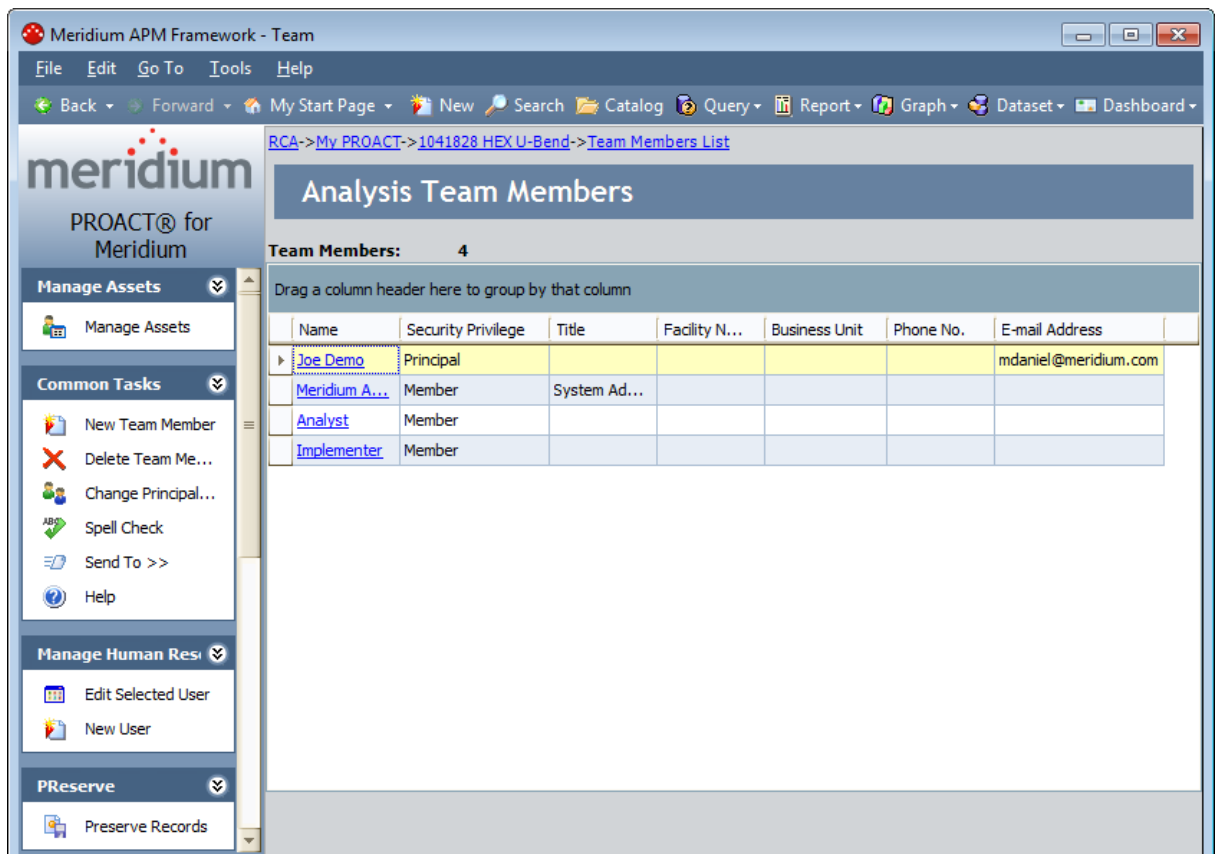 Meridium APM Framework - Team
File Edit Go To Tools Help
Back Forward My Start Page New Search Catalog Query Report Graph Dataset Dashboard
meridium
PROACT® for
Meridium
Manage Assets
Manage Assets
Common Tasks
New Team Member
Delete Team Me...
Change Principal...
ABC
Spell Check
Send To >>
Help
Manage Human Res
Edit Selected User
New User
PReserve
Preserve Records
RCA->My PROACT->1041828 HEX U-Bend->Team Members List
Analysis Team Members
Team Members: 4
Drag a column header here to group by that column
Name Security Privilege Title Facility N... Business Unit Phone No. E-mail Address
Joe Demo Principal mdaniel@meridium.com
Meridium A... Member System Ad...
Analyst Member
Implementer Member